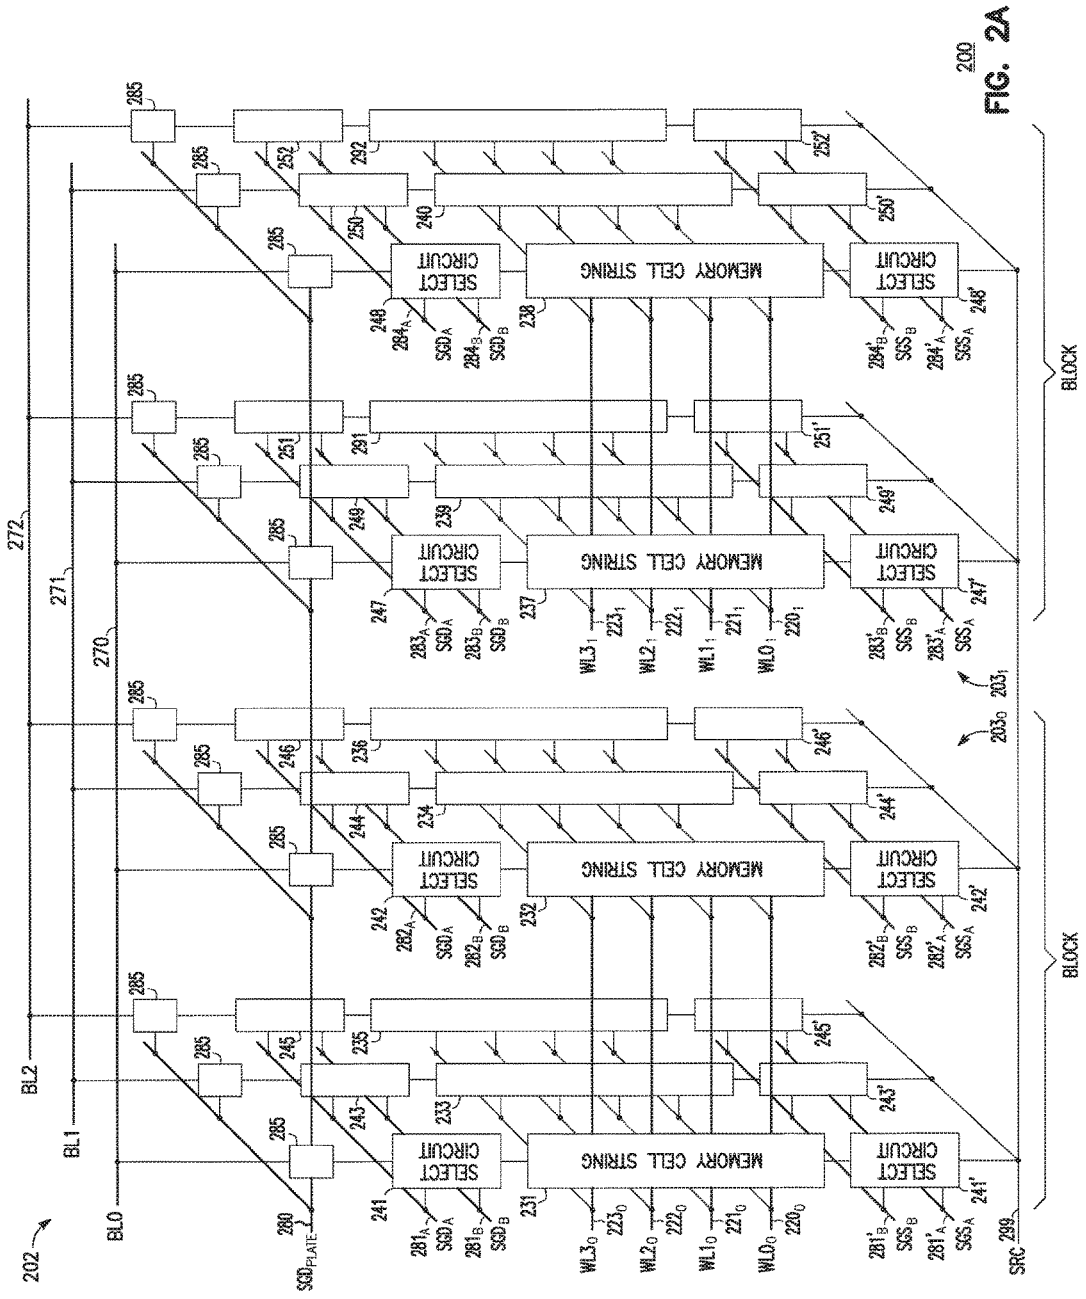 202
BL0
BL1
BL2
270
271
272
285
285
285
285
285
285
285
285
285
285
285
285
SGDPLATE
280
241
SELECT CIRCUIT
243
245
242
SELECT CIRCUIT
244
246
247
SELECT CIRCUIT
249
251
248
SELECT CIRCUIT
250
252
281A
SGDA
281B
SGDB
282A
SGDA
282B
SGDB
283A
SGDA
283B
SGDB
284A
SGDA
284B
SGDB
231
MEMORY CELL STRING
233
235
232
MEMORY CELL STRING
234
236
237
MEMORY CELL STRING
239
291
238
MEMORY CELL STRING
240
292
WL3₀
223₀
WL2₀
222₀
WL1₀
221₀
WL0₀
220₀
WL3₁
223₁
WL2₁
222₁
WL1₁
221₁
WL0₁
220₁
SELECT CIRCUIT
241'
243'
245'
SELECT CIRCUIT
242'
244'
246'
SELECT CIRCUIT
247'
249'
251'
SELECT CIRCUIT
248'
250'
252'
281'B
SGSB
281'A
SGSA
282'B
SGSB
282'A
SGSA
283'B
SGSB
283'A
SGSA
284'B
SGSB
284'A
SGSA
SRC
299
203₀
203₁
BLOCK
BLOCK
200
FIG. 2A